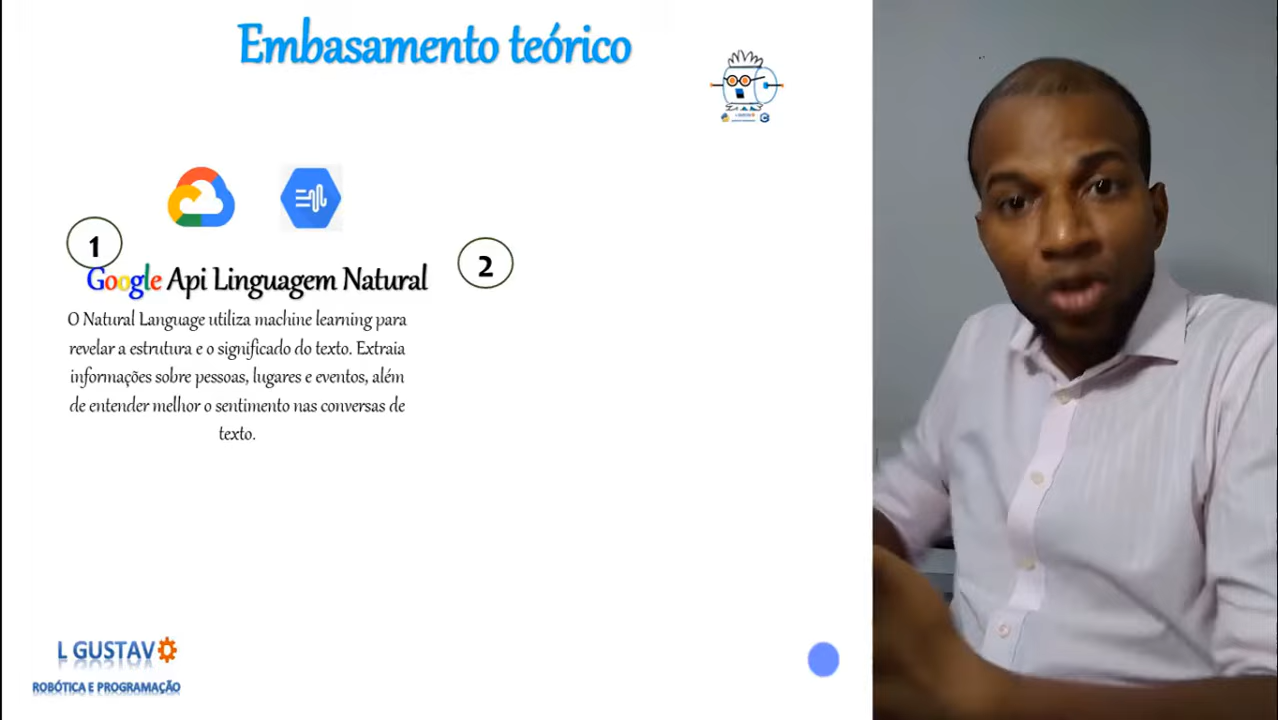 Embasamento teórico
1
Google Api Linguagem Natural
O Natural Language utiliza machine learning para
revelar a estrutura e o significado do texto. Extraia
informações sobre pessoas, lugares e eventos, além
de entender melhor o sentimento nas conversas de
texto.
2
L GUSTAVO
ROBÓTICA E PROGRAMAÇÃO